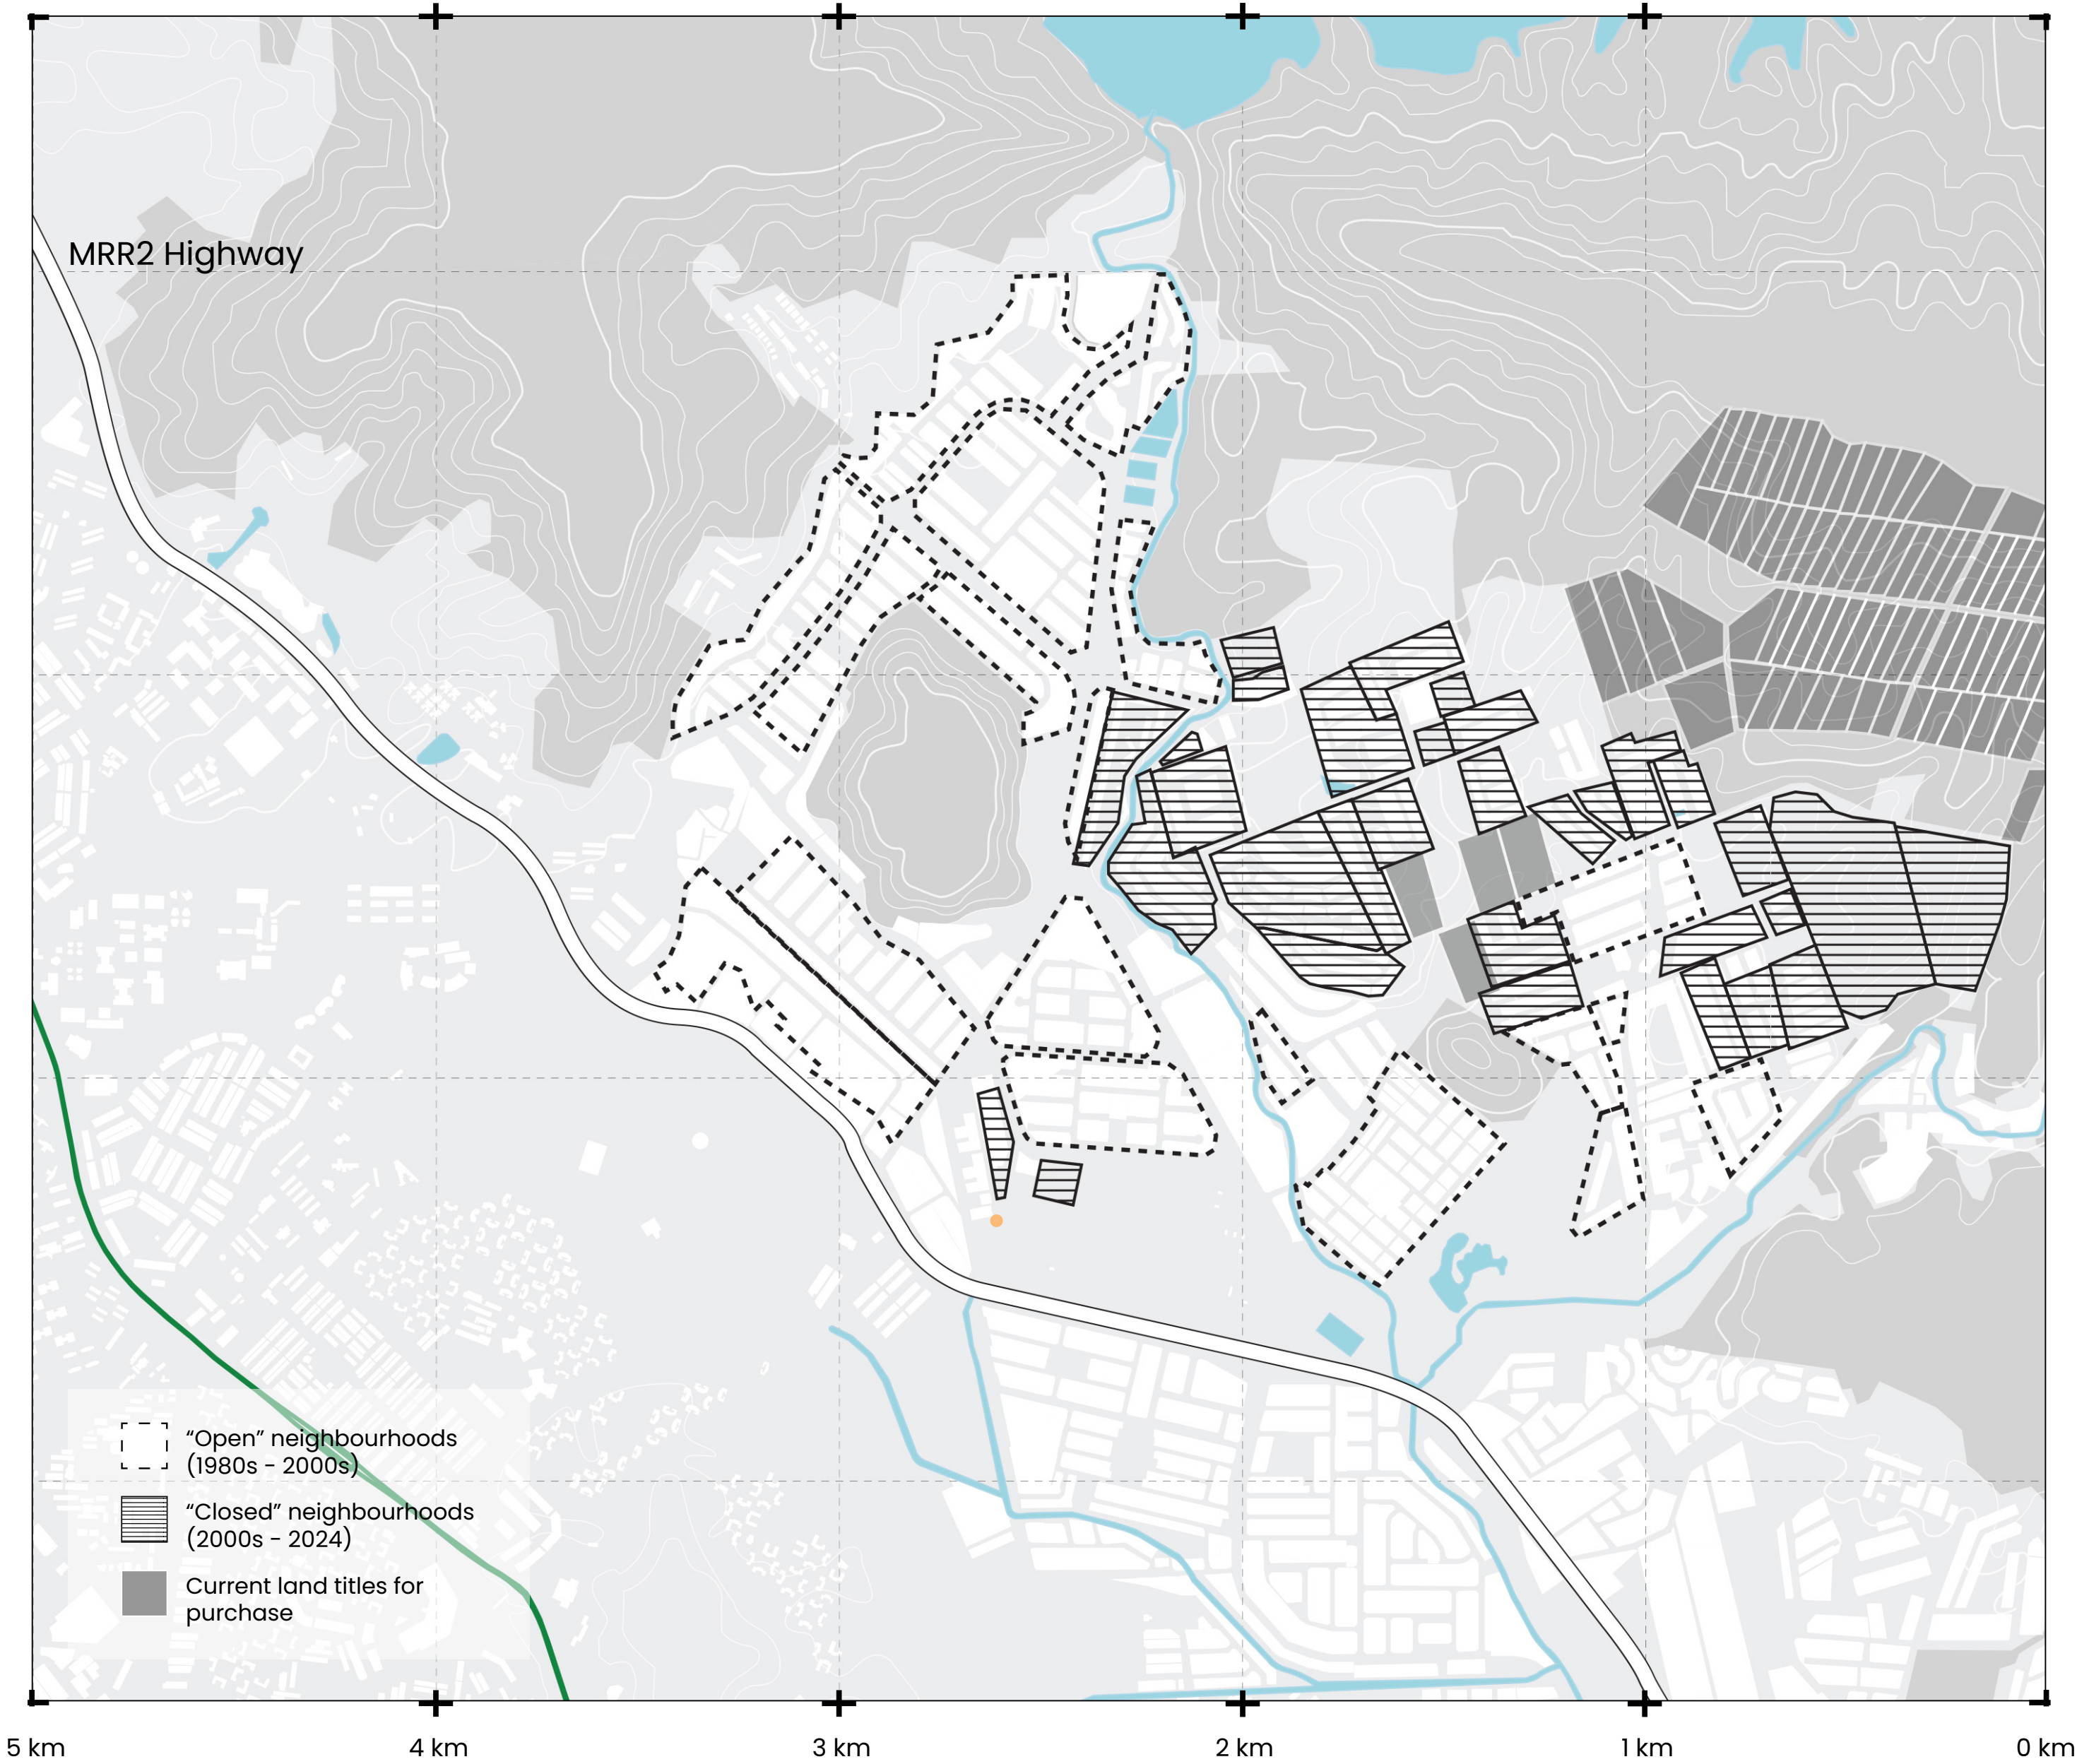 MRR2 Highway
“Open” neighbourhoods
(1980s - 2000s)
“Closed” neighbourhoods
(2000s - 2024)
Current land titles for
purchase
5 km
4 km
3 km
2 km
1 km
0 km